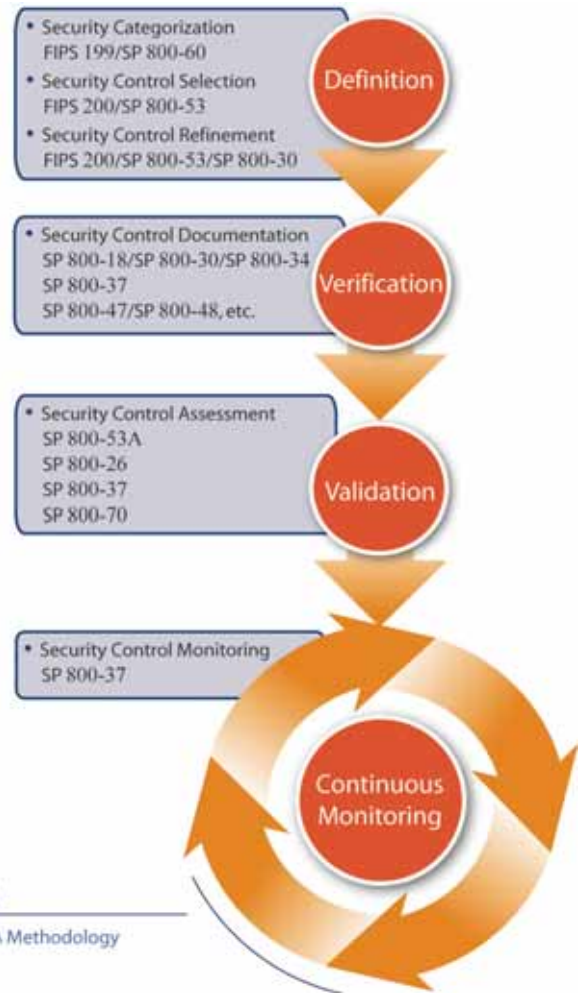 • Security Categorization
FIPS 199/SP 800-60
• Security Control Selection
FIPS 200/SP 800-53
• Security Control Refinement
FIPS 200/SP 800-53/SP 800-30
Definition
• Security Control Documentation
SP 800-18/SP 800-30/SP 800-34
SP 800-37
SP 800-47/SP 800-48, etc.
Verification
• Security Control Assessment
SP 800-53A
SP 800-26
SP 800-37
SP 800-70
Validation
• Security Control Monitoring
SP 800-37
Continuous
Monitoring
Methodology